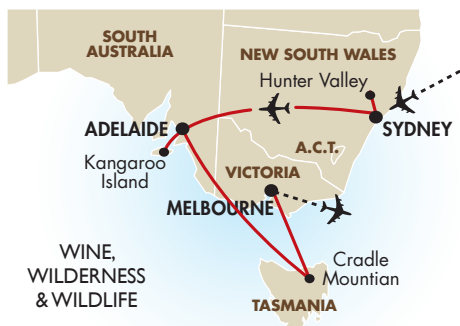 SOUTH
AUSTRALIA
NEW SOUTH WALES
Hunter Valley
ADELAIDE
SYDNEY
A.C.T.
Kangaroo
Island
VICTORIA
MELBOURNE
WINE,
WILDERNESS
& WILDLIFE
Cradle
Mountian
TASMANIA